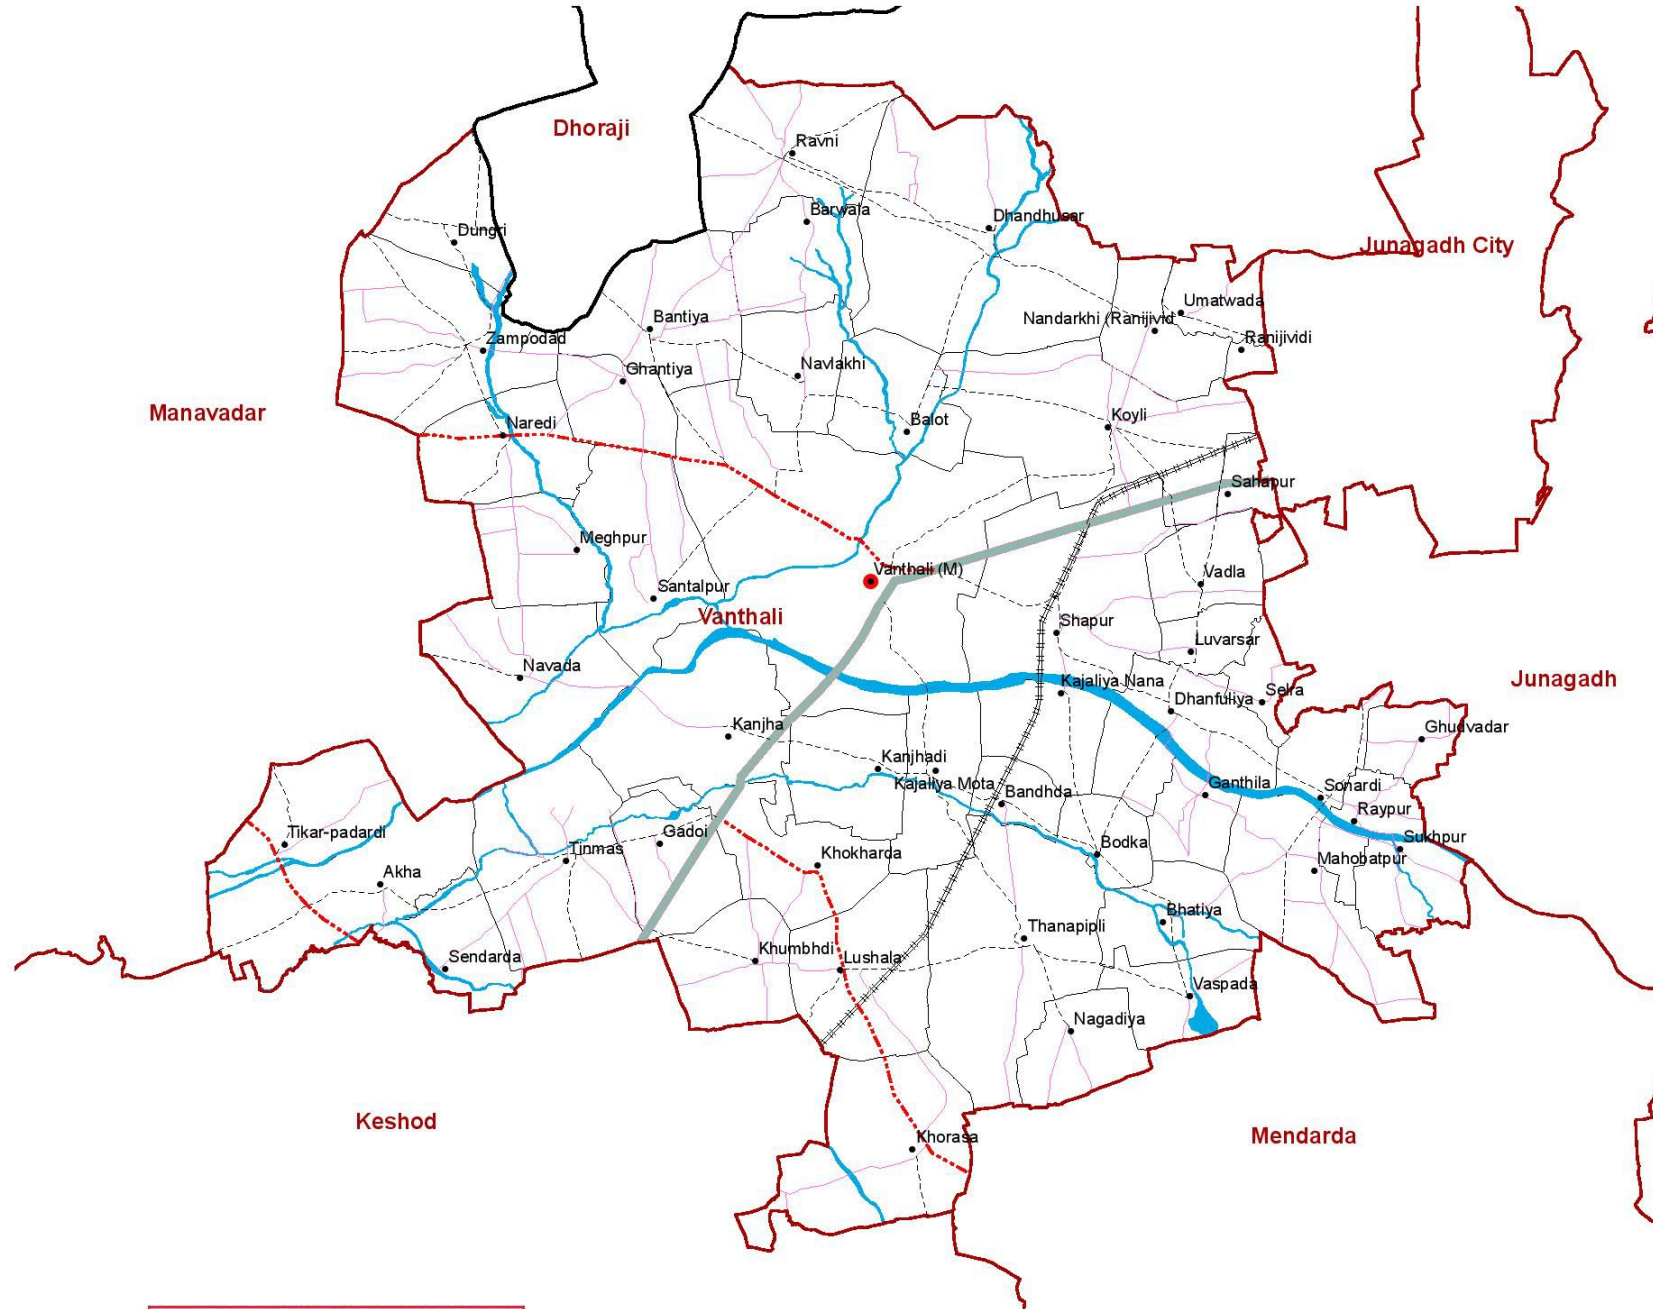 Dhoraji
Ravni
Barwala
Dhandhusar
Dungri
Junagadh City
Umatwada
Bantiya
Nandarkhi (Ranijivid
Zampodad
Ranijividi
Ghantiya
Navlakhi
Manavadar
Naredi
Balot
Koyli
Sahapur
Meghpur
Vanthali (M)
Vadla
Santalpur
Vanthali
Shapur
Luvarsar
Navada
Kajaliya Nana
Junagadh
Selra
Dhanfuliya
Kanjha
Ghudvadar
Kanjhadi
Kajaliya Mota
Ganthila
Sonardi
Bandhda
Raypur
Tikar-padardi
Gadoi
Sukhpur
Tinmas
Bodka
Khokharda
Mahobatpur
Akha
Bhatiya
Thanapipli
Khumbhdi
Sendarda
Lushala
Vaspada
Nagadiya
Keshod
Khorasa
Mendarda